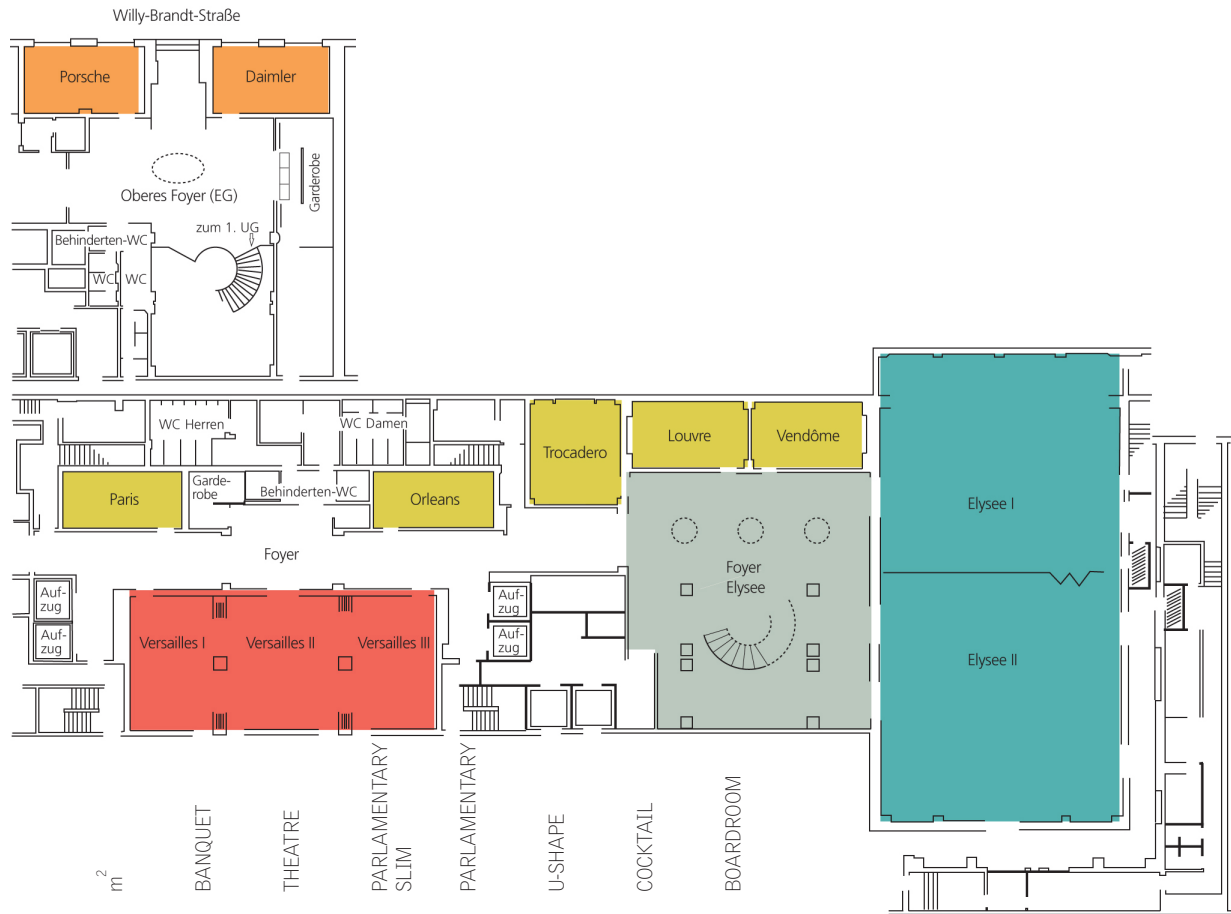 Willy-Brandt-Straße
Porsche
Daimler
Garderobe
Oberes Foyer (EG)
zum 1. UG
Behinderten-WC
WC
WC
WC Herren
WC Damen
Trocadero
Louvre
Vendôme
Paris
Garde-
robe
Behinderten-WC
Orleans
Elysee I
Foyer
Foyer
Elysee
Auf-
zug
Auf-
zug
Auf-
zug
Auf-
zug
Versailles I
Versailles II
Versailles III
Elysee II
m²
BANQUET
THEATRE
PARLAMENTARY
SLIM
PARLAMENTARY
U-SHAPE
COCKTAIL
BOARDROOM